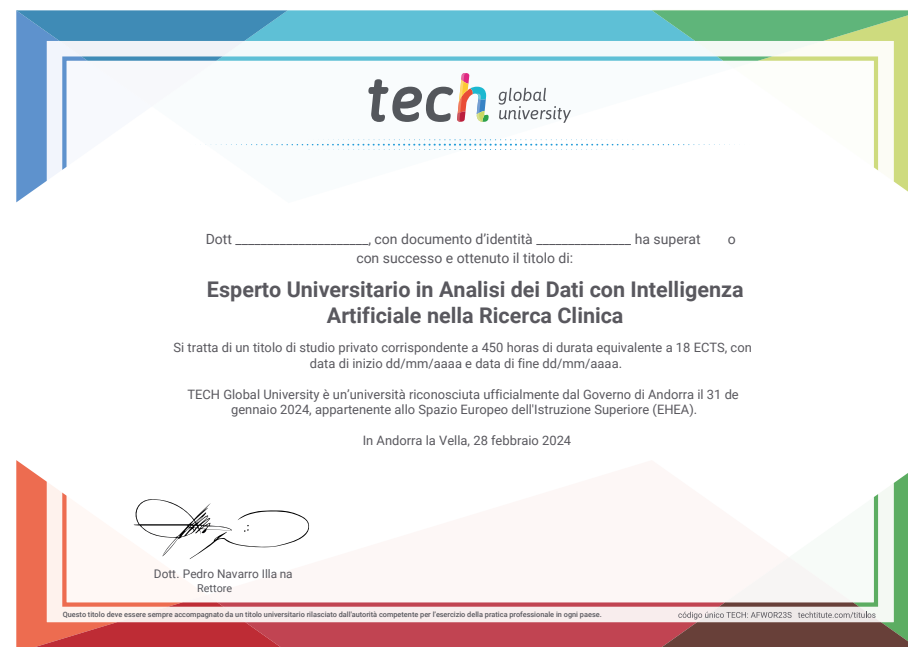 tech global university
Dott ___________________, con documento d'identità ______________ ha superat o
con successo e ottenuto il titolo di:
Esperto Universitario in Analisi dei Dati con Intelligenza
Artificiale nella Ricerca Clinica
Si tratta di un titolo di studio privato corrispondente a 450 horas di durata equivalente a 18 ECTS, con
data di inizio dd/mm/aaaa e data di fine dd/mm/aaaa.
TECH Global University è un'università riconosciuta ufficialmente dal Governo di Andorra il 31 de
gennaio 2024, appartenente allo Spazio Europeo dell'Istruzione Superiore (EHEA).
In Andorra la Vella, 28 febbraio 2024
Dott. Pedro Navarro Illa na
Rettore
Questo titolo deve essere sempre accompagnato da un titolo universitario rilasciato dall'autorità competente per l'esercizio della pratica professionale in ogni paese.
código único TECH: AFWOR23S techtitute.com/titulos